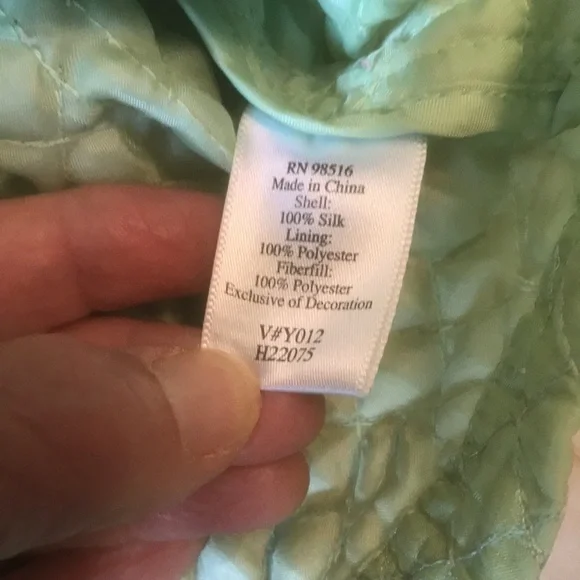 RN 98516
Made in China
Shell:
100% Silk
Lining:
100% Polyester
Fiberfill:
100% Polyester
Exclusive of Decoration
V#Y012
H22075